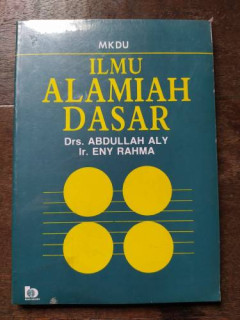 MKDU
ILMU
ALAMIAH
DASAR
Drs. ABDULLAH ALY
Ir. ENY RAHMA